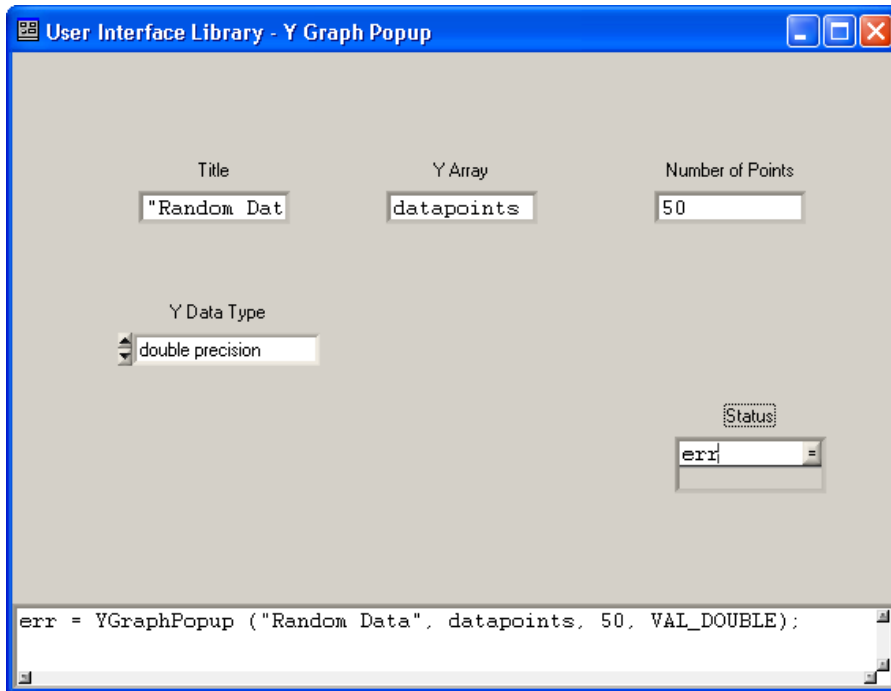 User Interface Library - Y Graph Popup
Title
Y Array
Number of Points
"Random Dat
datapoints
50
Y Data Type
double precision
Status
err
=
err = YGraphPopup ("Random Data", datapoints, 50, VAL_DOUBLE);